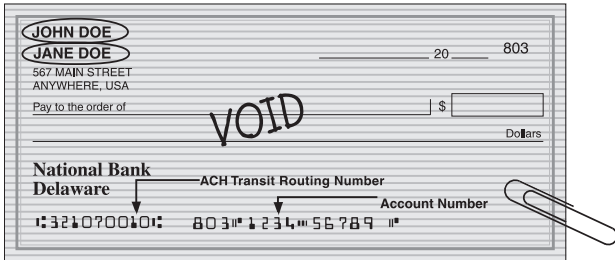 JOHN DOE
JANE DOE
567 MAIN STREET
ANYWHERE, USA
20 803
Pay to the order of $
VOID
Dollars
National Bank
Delaware
ACH Transit Routing Number
Account Number
⑆321070010⑆ 803⑈1234⑉56789 ⑈